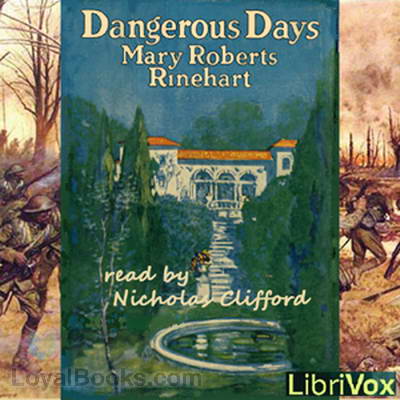 Dangerous Days
Mary Roberts
Rinehart
read by
Nicholas Clifford
LoyalBooks.com
LibriVox